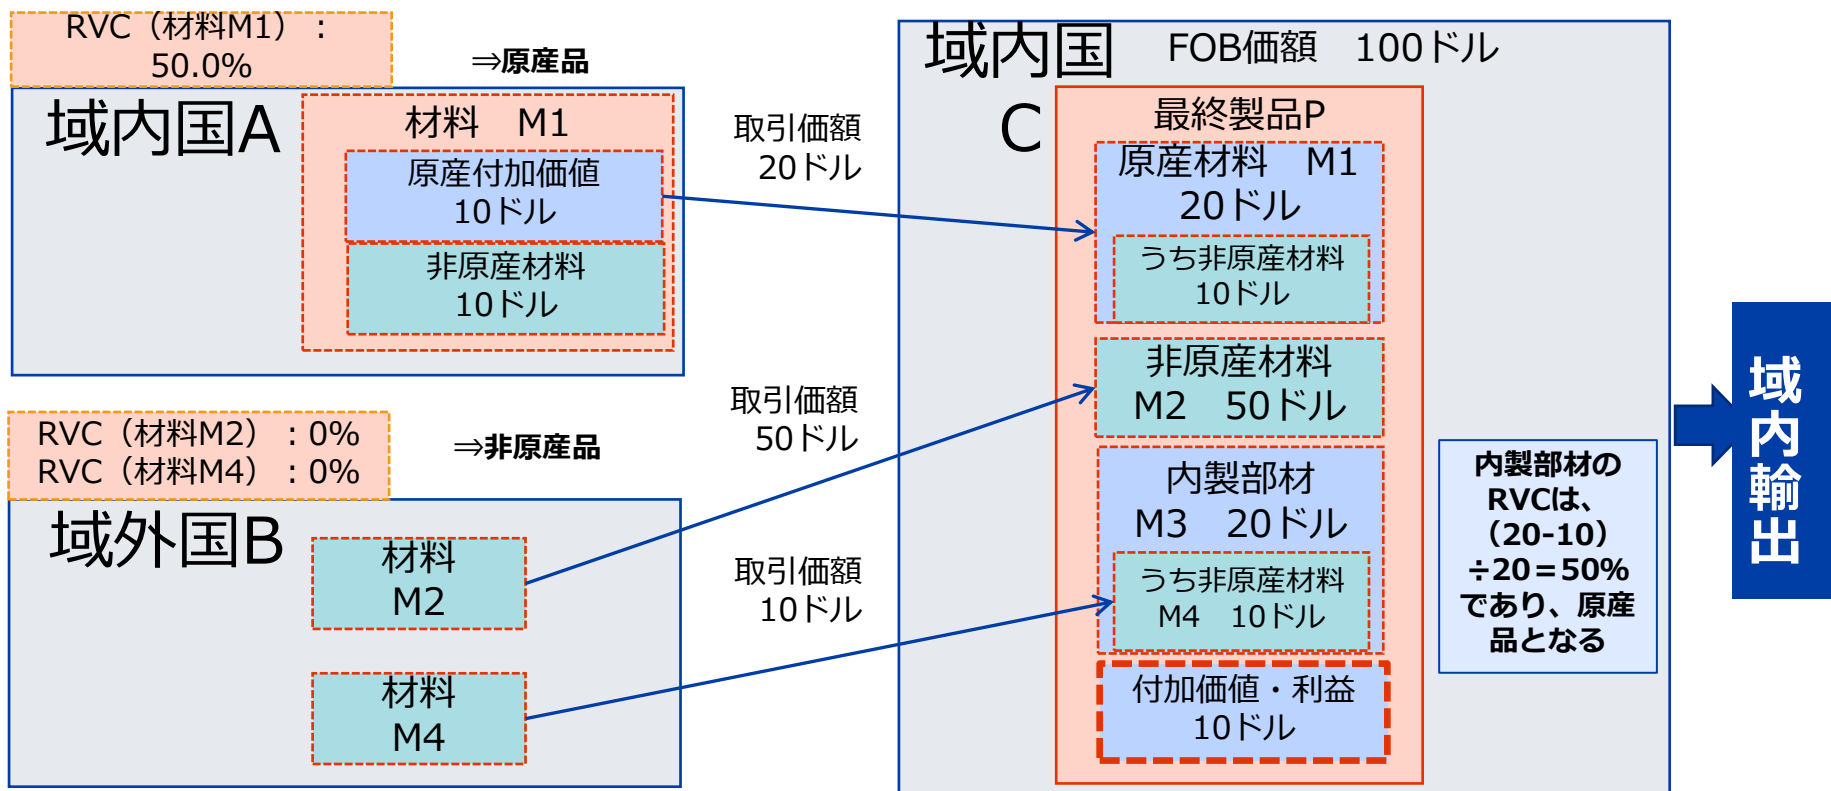 RVC（材料M1）：
50.0%
⇒原産品
域内国A
材料　M1
原産付加価値
10ドル
非原産材料
10ドル
取引価額
20ドル
RVC（材料M2）：0%
RVC（材料M4）：0%
⇒非原産品
域外国B
材料
M2
材料
M4
取引価額
50ドル
取引価額
10ドル
域内国
C
FOB価額　100ドル
最終製品P
原産材料　M1
20ドル
うち非原産材料
10ドル
非原産材料
M2　50ドル
内製部材
M3　20ドル
うち非原産材料
M4　10ドル
付加価値・利益
10ドル
内製部材の
RVCは、
（20-10）
÷20＝50%
であり、原産
品となる
域内輸出